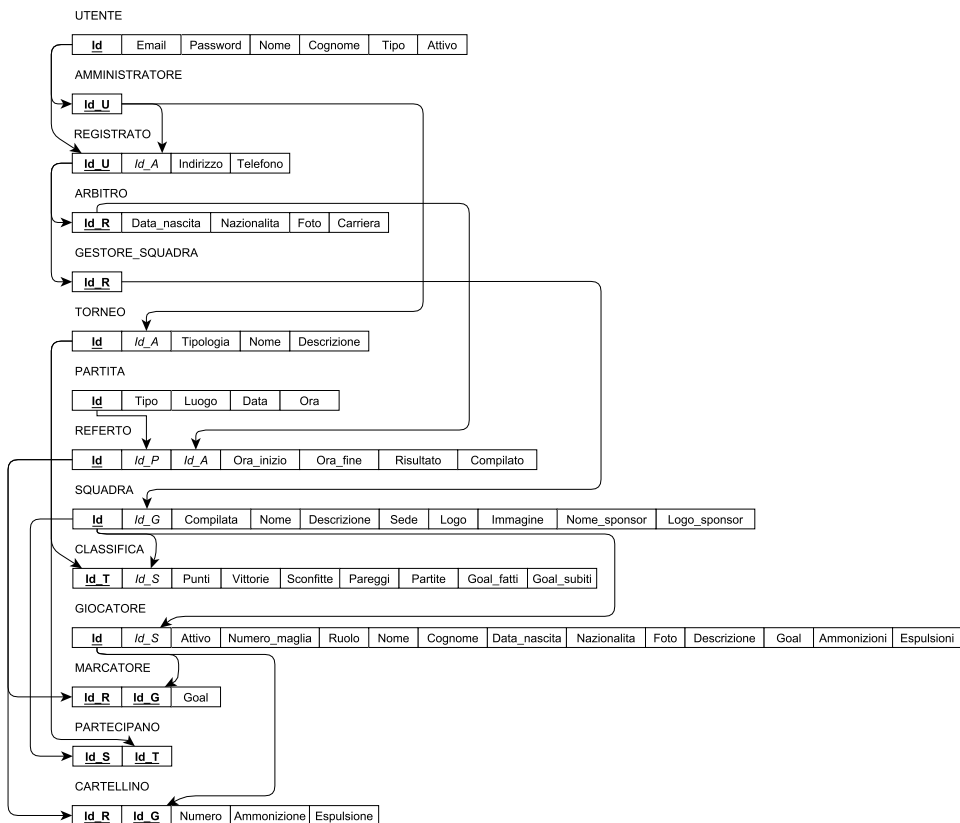 UTENTE
Id Email Password Nome Cognome Tipo Attivo
AMMINISTRATORE
Id_U
REGISTRATO
Id_U Id_A Indirizzo Telefono
ARBITRO
Id_R Data_nascita Nazionalita Foto Carriera
GESTORE_SQUADRA
Id_R
TORNEO
Id Id_A Tipologia Nome Descrizione
PARTITA
Id Tipo Luogo Data Ora
REFERTO
Id Id_P Id_A Ora_inizio Ora_fine Risultato Compilato
SQUADRA
Id Id_G Compilata Nome Descrizione Sede Logo Immagine Nome_sponsor Logo_sponsor
CLASSIFICA
Id_T Id_S Punti Vittorie Sconfitte Pareggi Partite Goal_fatti Goal_subiti
GIOCATORE
Id Id_S Attivo Numero_maglia Ruolo Nome Cognome Data_nascita Nazionalita Foto Descrizione Goal Ammonizioni Espulsioni
MARCATORE
Id_R Id_G Goal
PARTECIPANO
Id_S Id_T
CARTELLINO
Id_R Id_G Numero Ammonizione Espulsione